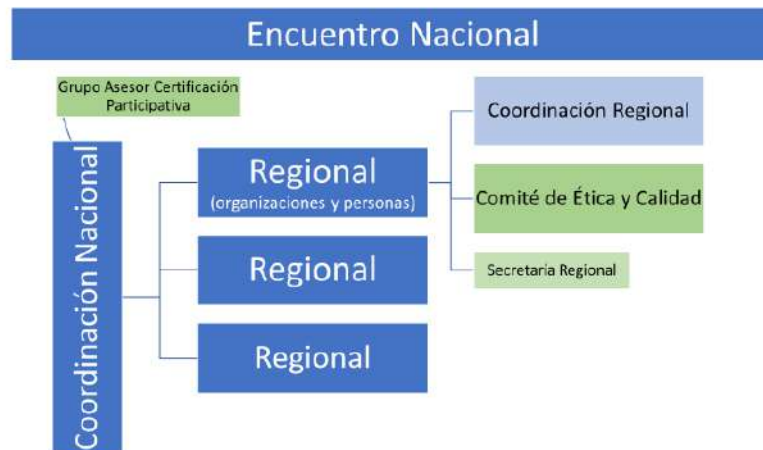 Encuentro Nacional
Grupo Asesor Certificación
Participativa
Coordinación Nacional
Regional
(organizaciones y personas)
Regional
Regional
Coordinación Regional
Comité de Ética y Calidad
Secretaria Regional